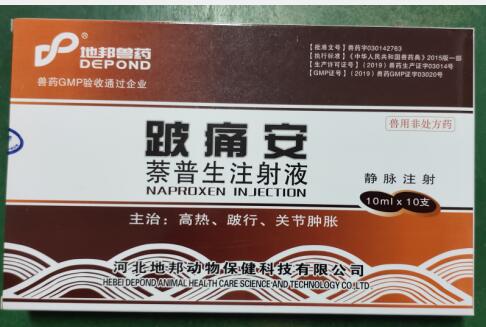 地邦兽药®
DEPOND
兽药GMP验收通过企业
【批准文号】兽药字030142763
【执行标准】《中华人民共和国兽药典》2015版一部
【生产许可证号】(2019)兽药生产证字03014号
【GMP证号】(2019)兽药GMP证字03020号
兽用非处方药
跛痛安
萘普生注射液
NAPROXEN INJECTION
静脉注射
10ml x 10支
主治：高热、跛行、关节肿胀
河北地邦动物保健科技有限公司
HEBEI DEPOND ANIMAL HEALTH CARE SCIENCE AND TECHNOLOGY CO.!LTD